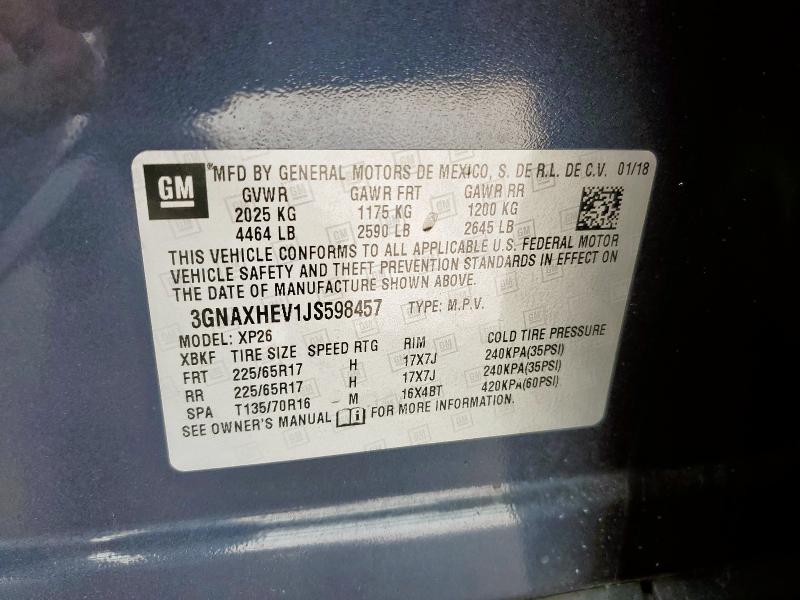 GM
MFD BY GENERAL MOTORS DE MEXICO, S. DE R.L. DE C.V. 01/18
GVWR GAWR FRT GAWR RR
2025 KG 1175 KG 1200 KG
4464 LB 2590 LB 2645 LB
THIS VEHICLE CONFORMS TO ALL APPLICABLE U.S. FEDERAL MOTOR
VEHICLE SAFETY AND THEFT PREVENTION STANDARDS IN EFFECT ON
THE DATE OF MANUFACTURE SHOWN ABOVE.
3GNAXHEV1JS598457 TYPE: M.P.V.
MODEL: XP26
XBKF TIRE SIZE SPEED RTG RIM COLD TIRE PRESSURE
FRT 225/65R17 H 17X7J 240KPA(35PSI)
RR 225/65R17 H 17X7J 240KPA(35PSI)
SPA T135/70R16 M 16X4BT 420KPA(60PSI)
SEE OWNER'S MANUAL FOR MORE INFORMATION.